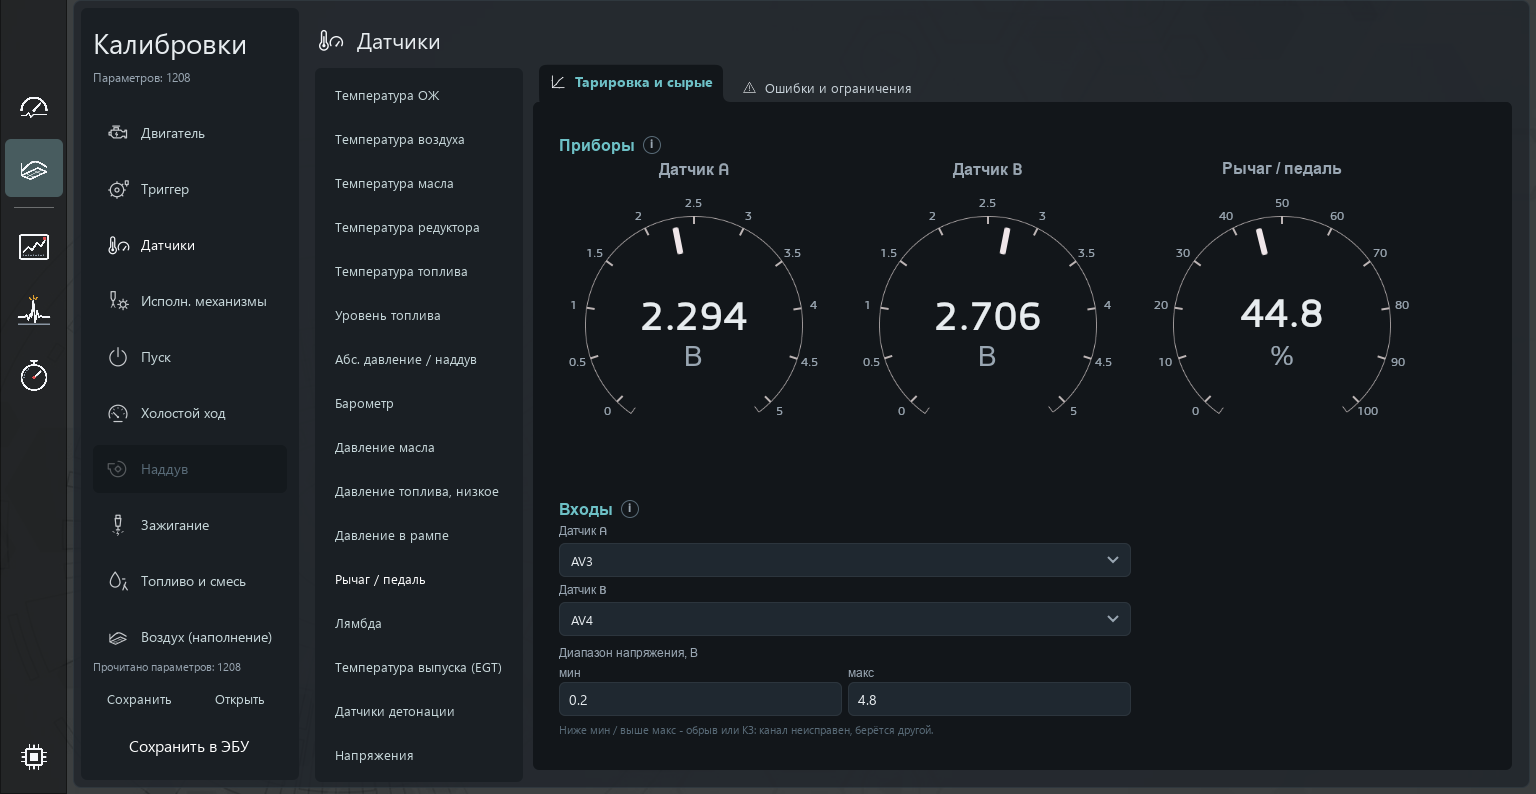 Калибровки
Параметров: 1208
Двигатель
Триггер
Датчики
Исполн. механизмы
Пуск
Холостой ход
Наддув
Зажигание
Топливо и смесь
Воздух (наполнение)
Прочитано параметров: 1208
Сохранить
Открыть
Сохранить в ЭБУ
Датчики
Температура ОЖ
Температура воздуха
Температура масла
Температура редуктора
Температура топлива
Уровень топлива
Абс. давление / наддув
Барометр
Давление масла
Давление топлива, низкое
Давление в рампе
Рычаг / педаль
Лямбда
Температура выпуска (EGT)
Датчики детонации
Напряжения
Тарировка и сырые
Ошибки и ограничения
Приборы
Датчик A
0
0.5
1
1.5
2
2.5
3
3.5
4
4.5
5
2.294
В
Датчик B
0
0.5
1
1.5
2
2.5
3
3.5
4
4.5
5
2.706
В
Рычаг / педаль
0
10
20
30
40
50
60
70
80
90
100
44.8
%
Входы
Датчик A
AV3
Датчик B
AV4
Диапазон напряжения, В
мин
макс
0.2
4.8
Ниже мин / выше макс - обрыв или КЗ: канал неисправен, берётся другой.